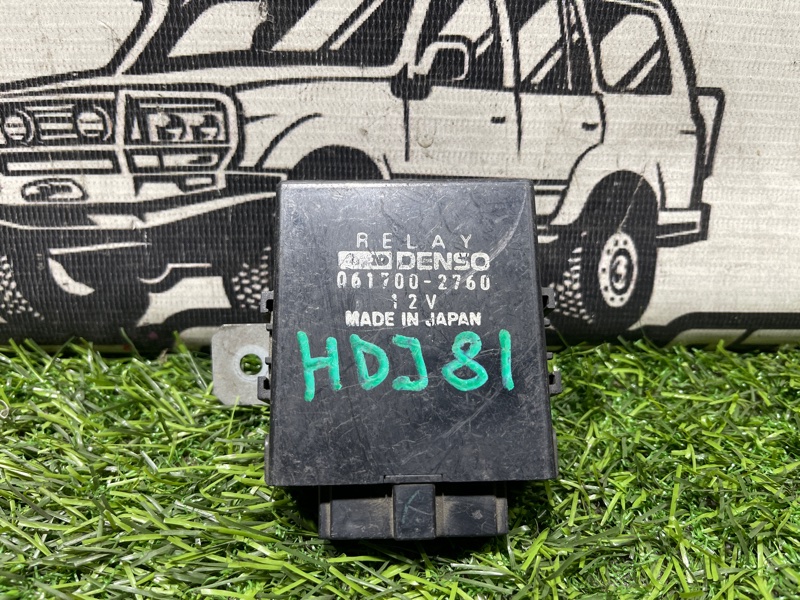 RELAY
DENSO
061700-2760
12V
MADE IN JAPAN
HDJ81
K